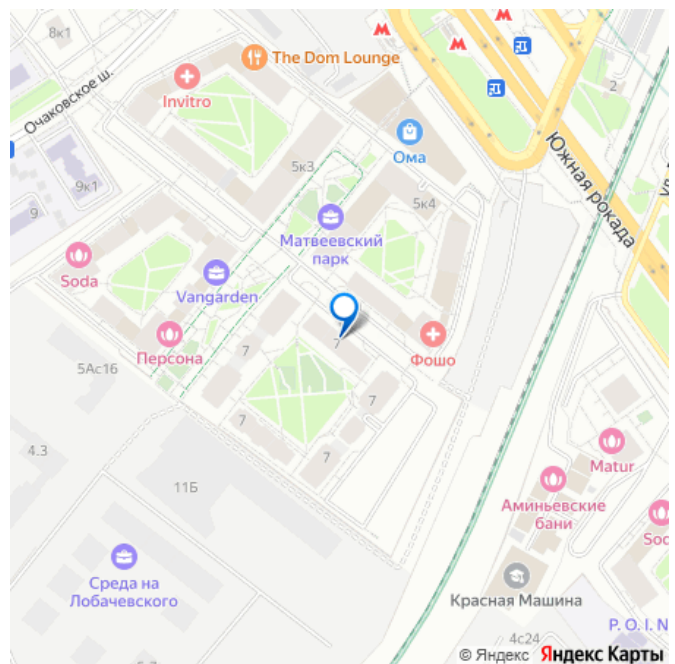 8к1
The Dom Lounge
Invitro
Очаковское ш.
2
Ома
Южная рокада
5к3
9к1
9
5к4
Матвеевский
парк
Soda
Vangarden
Персона
7
7
Фошо
5Ас16
7
7
7
4.3
11Б
Matur
Аминьевские
бани
Среда на
Лобачевского
Красная Машина
P. O. I. N
4с24
© Яндекс Яндекс Карты